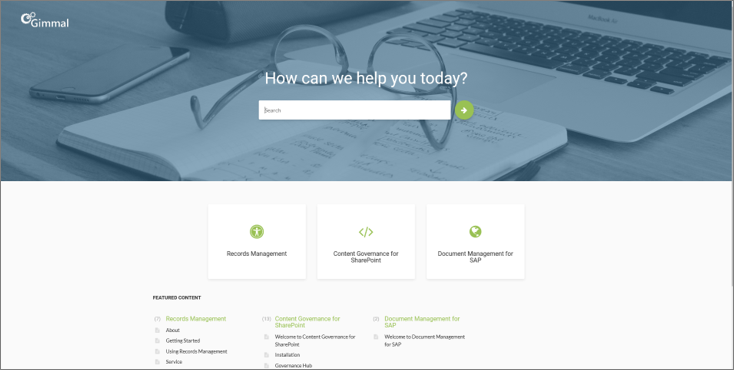 Gimmal
MacBook Air
How can we help you today?
Search
Records Management
Content Governance for
SharePoint
Document Management for
SAP
FEATURED CONTENT
(7) Records Management
About
Getting Started
Using Records Management
Service
Content Governance for
SharePoint
Welcome to Content Governance for
SharePoint
Installation
Governance Hub
Document Management for
SAP
Welcome to Document Management
for SAP